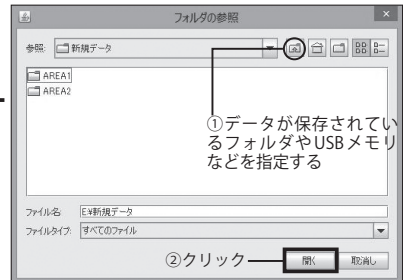 フォルダの参照
参照: 新規データ
AREA1
AREA2
①データが保存されてい
るフォルダやUSBメモリ
などを指定する
ファイル名 E¥新規データ
ファイルタイプ: すべてのファイル
②クリック
開く 取消し